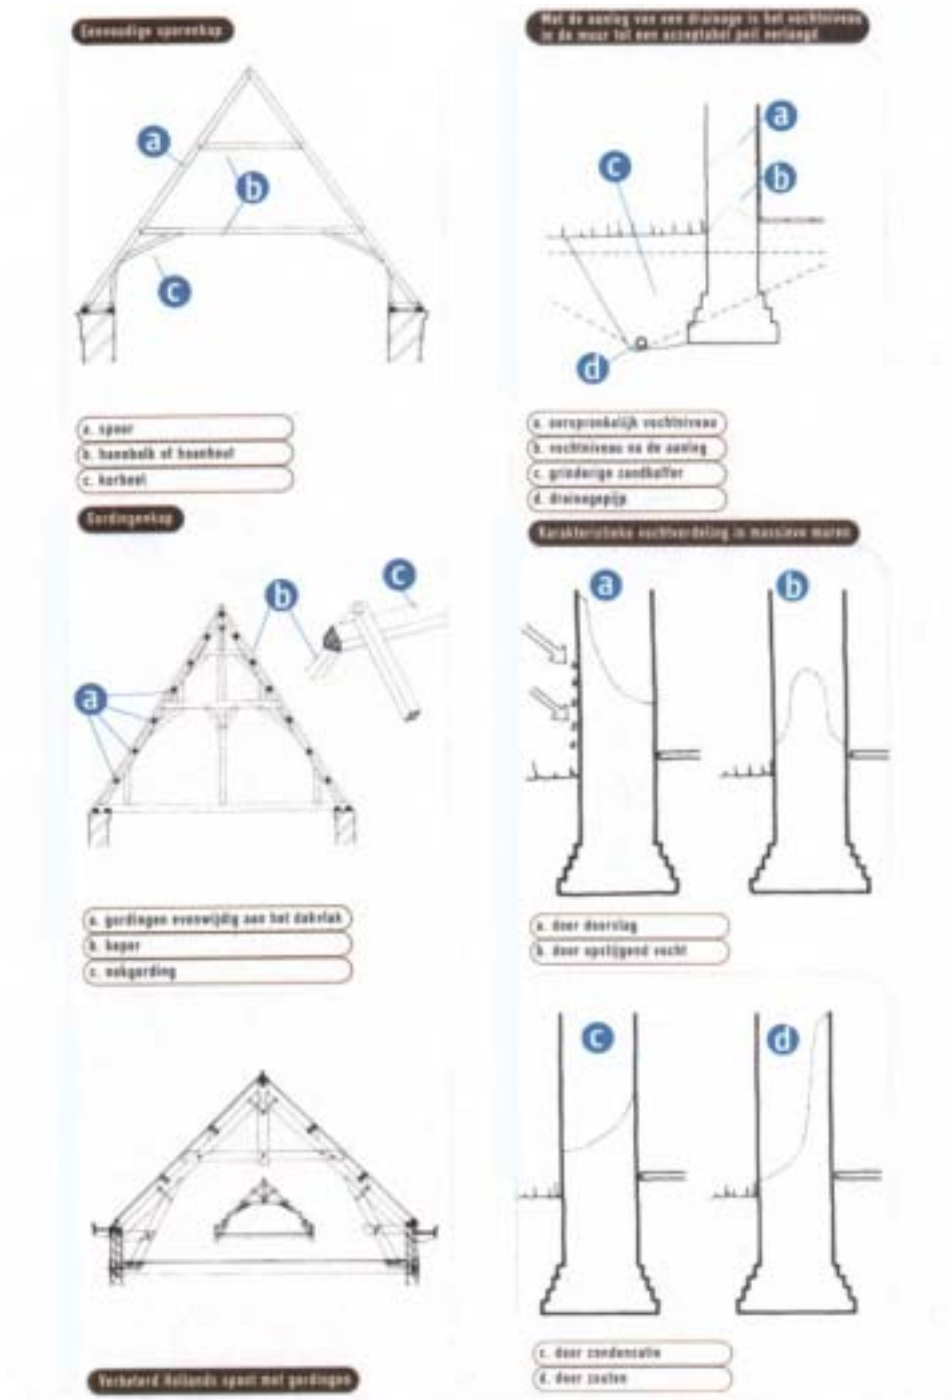 Eenvoudige sporenkap
a
b
c
a. spoor
b. hanebalk of haanhout
c. korbeel
Gordingenkap
a
b
c
a. gordingen evenwijdig aan het dakvlak
b. keper
c. nokgording
Verbeterd Hollands spant met gordingen
Met de aanleg van een drainage is het vochtniveau
in de muur tot een acceptabel peil verlaagd
a
b
c
d
a. oorspronkelijk vochtniveau
b. vochtniveau na de aanleg
c. grinderige zandkoffer
d. drainagepijp
Karakteristieke vochtverdeling in massieve muren
a
b
a. door doorslag
b. door opstijgend vocht
c
d
c. door condensatie
d. door zouten